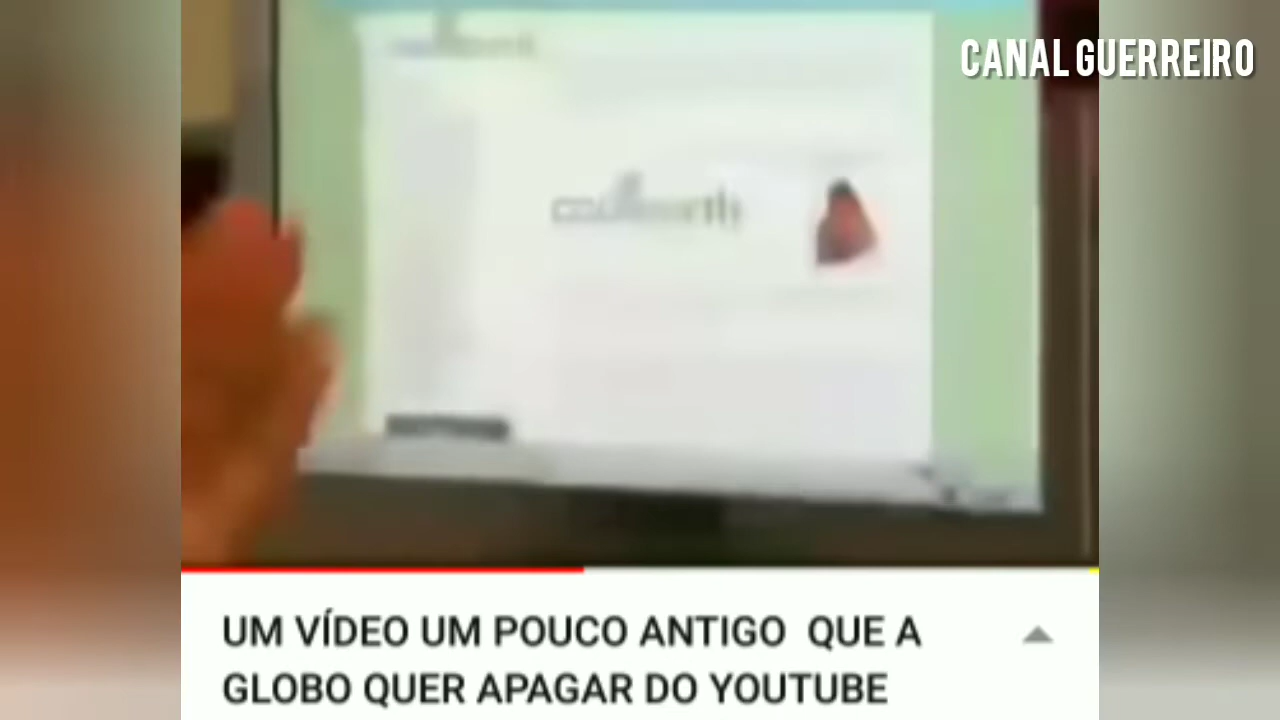 CANAL GUERREIRO
UM VÍDEO UM POUCO ANTIGO QUE A
GLOBO QUER APAGAR DO YOUTUBE